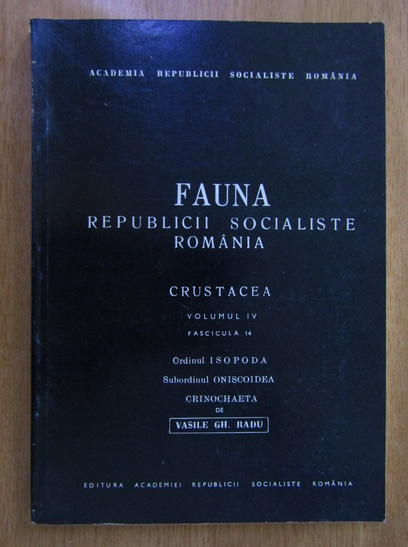 ACADEMIA REPUBLICII SOCIALISTE ROMÂNIA
FAUNA
REPUBLICII SOCIALISTE
ROMÂNIA
CRUSTACEA
VOLUMUL IV
FASCICULA 14
Ordinul ISOPODA
Subordinul ONISCOIDEA
CRINOCHAETA
DE
VASILE GH. RADU
EDITURA ACADEMIEI REPUBLICII SOCIALISTE ROMÂNIA